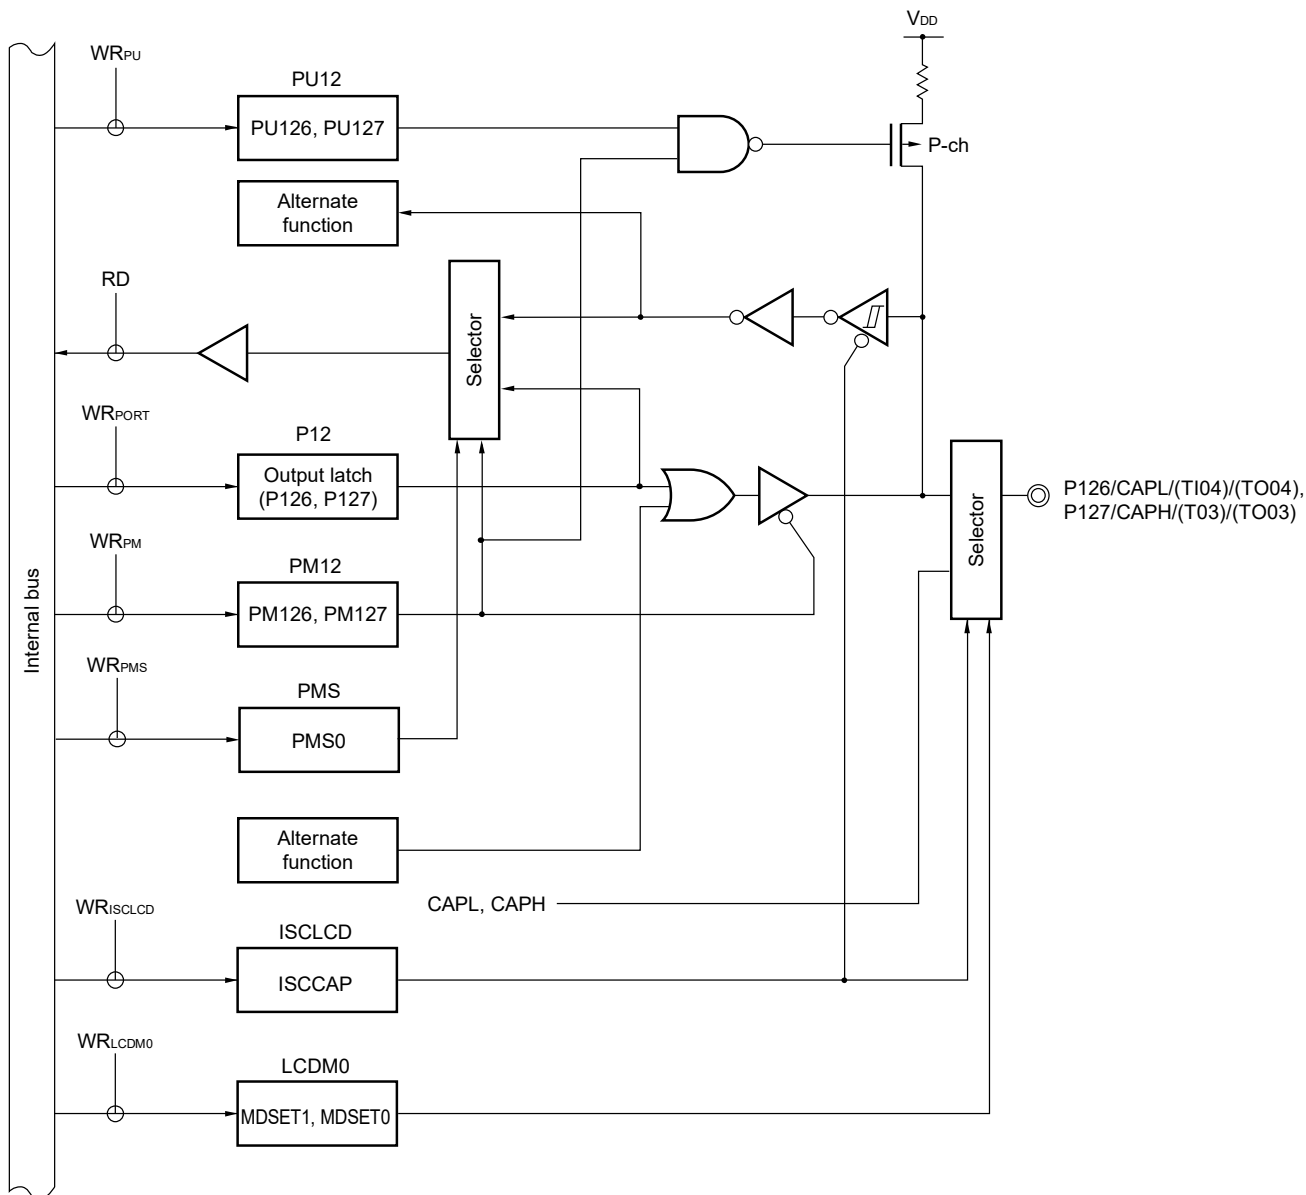 VDD
WRPU
PU12
PU126, PU127
P-ch
Alternate
function
RD
Selector
WRPORT
P12
Output latch
(P126, P127)
Selector
P126/CAPL/(TI04)/(TO04),
P127/CAPH/(T03)/(TO03)
WRPM
PM12
PM126, PM127
Internal bus
WRPMS
PMS
PMS0
Alternate
function
CAPL, CAPH
WRISCLCD
ISCLCD
ISCCAP
WRLCDM0
LCDM0
MDSET1, MDSET0